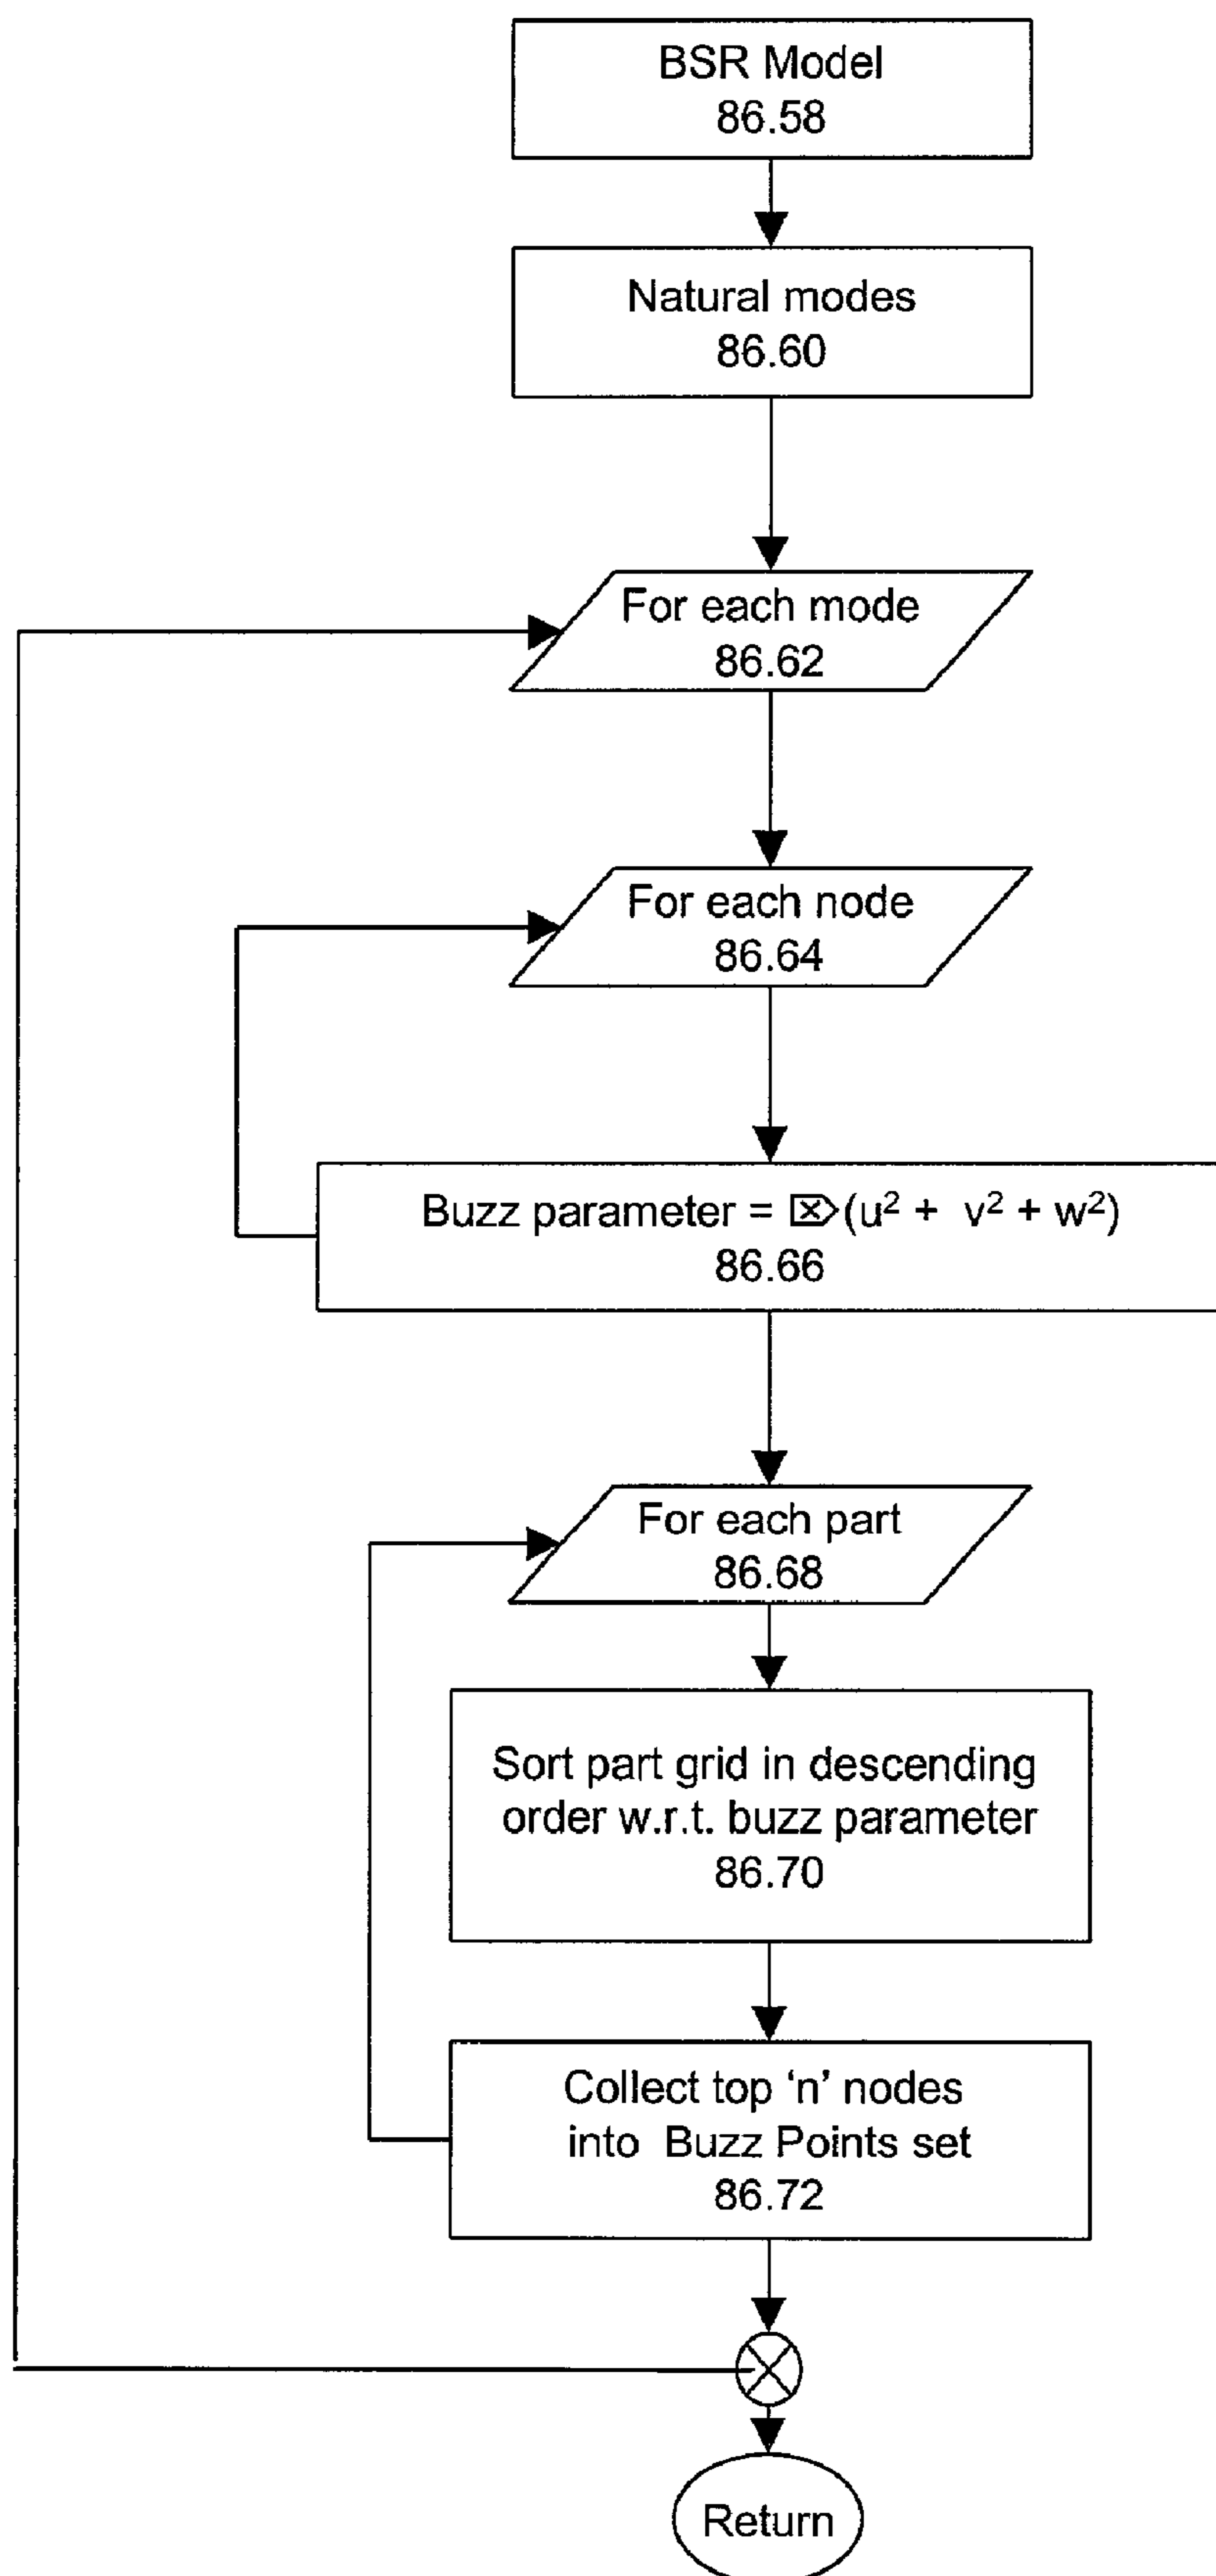 BSR Model
86.58
Natural modes
86.60
For each mode
86.62
For each node
86.64
Buzz parameter = ⌦(u² + v² + w²)
86.66
For each part
86.68
Sort part grid in descending
order w.r.t. buzz parameter
86.70
Collect top ‘n’ nodes
into Buzz Points set
86.72
Return